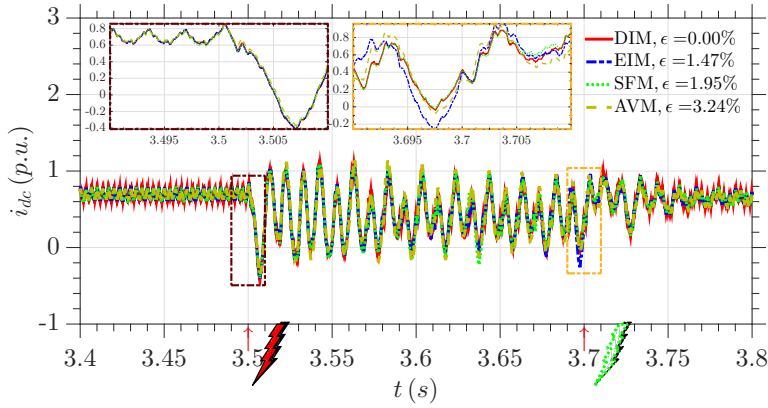 3
2
1
0
-1
i_dc (p.u.)
3.4 3.45 3.5 3.55 3.6 3.65 3.7 3.75 3.8
t (s)
0.8
0.6
0.4
0.2
0
-0.2
-0.4
3.495 3.5 3.505
0.8
0.6
0.4
0.2
0
-0.2
3.695 3.7 3.705
DIM, ϵ =0.00%
EIM, ϵ =1.47%
SFM, ϵ =1.95%
AVM, ϵ =3.24%